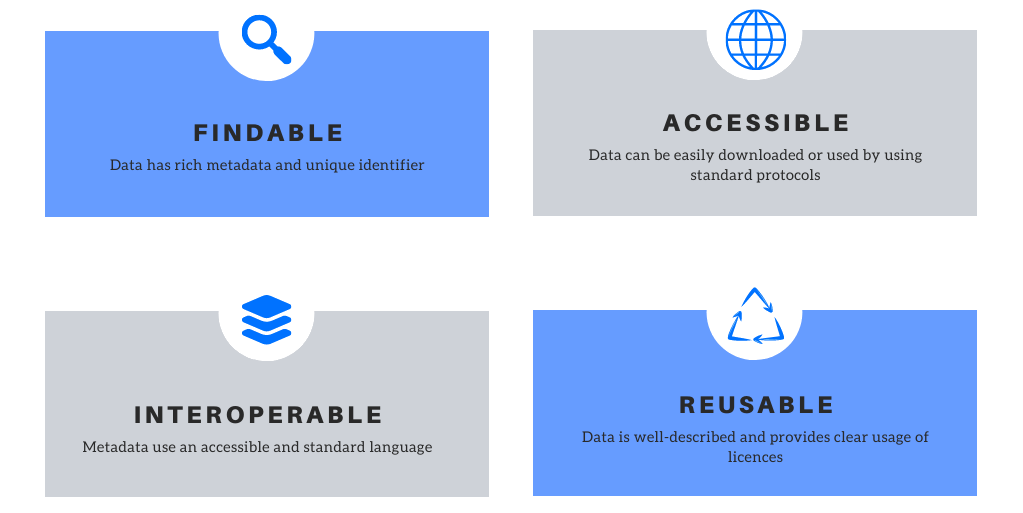 FINDABLE
Data has rich metadata and unique identifier
ACCESSIBLE
Data can be easily downloaded or used by using
standard protocols
INTEROPERABLE
Metadata use an accessible and standard language
REUSABLE
Data is well-described and provides clear usage of
licences